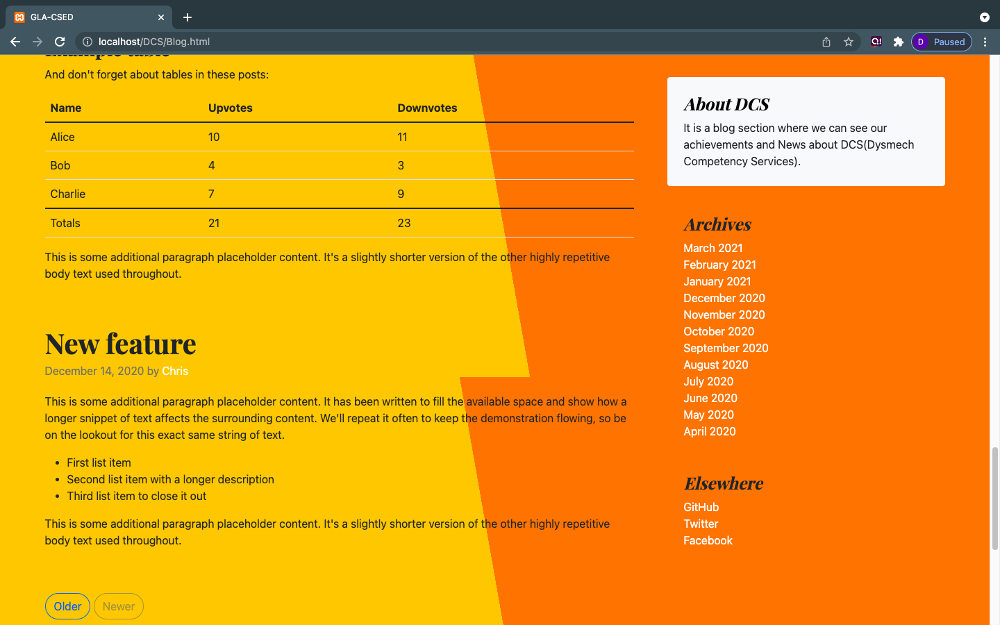 GLA-CSED
localhost/DCS/Blog.html
Paused
D
Example table
And don't forget about tables in these posts:
Name Upvotes Downvotes
Alice 10 11
Bob 4 3
Charlie 7 9
Totals 21 23
This is some additional paragraph placeholder content. It's a slightly shorter version of the other highly repetitive
body text used throughout.
New feature
December 14, 2020 by Chris
This is some additional paragraph placeholder content. It has been written to fill the available space and show how a
longer snippet of text affects the surrounding content. We'll repeat it often to keep the demonstration flowing, so be
on the lookout for this exact same string of text.
First list item
Second list item with a longer description
Third list item to close it out
This is some additional paragraph placeholder content. It's a slightly shorter version of the other highly repetitive
body text used throughout.
Older Newer
About DCS
It is a blog section where we can see our
achievements and News about DCS(Dysmech
Competency Services).
Archives
March 2021
February 2021
January 2021
December 2020
November 2020
October 2020
September 2020
August 2020
July 2020
June 2020
May 2020
April 2020
Elsewhere
GitHub
Twitter
Facebook